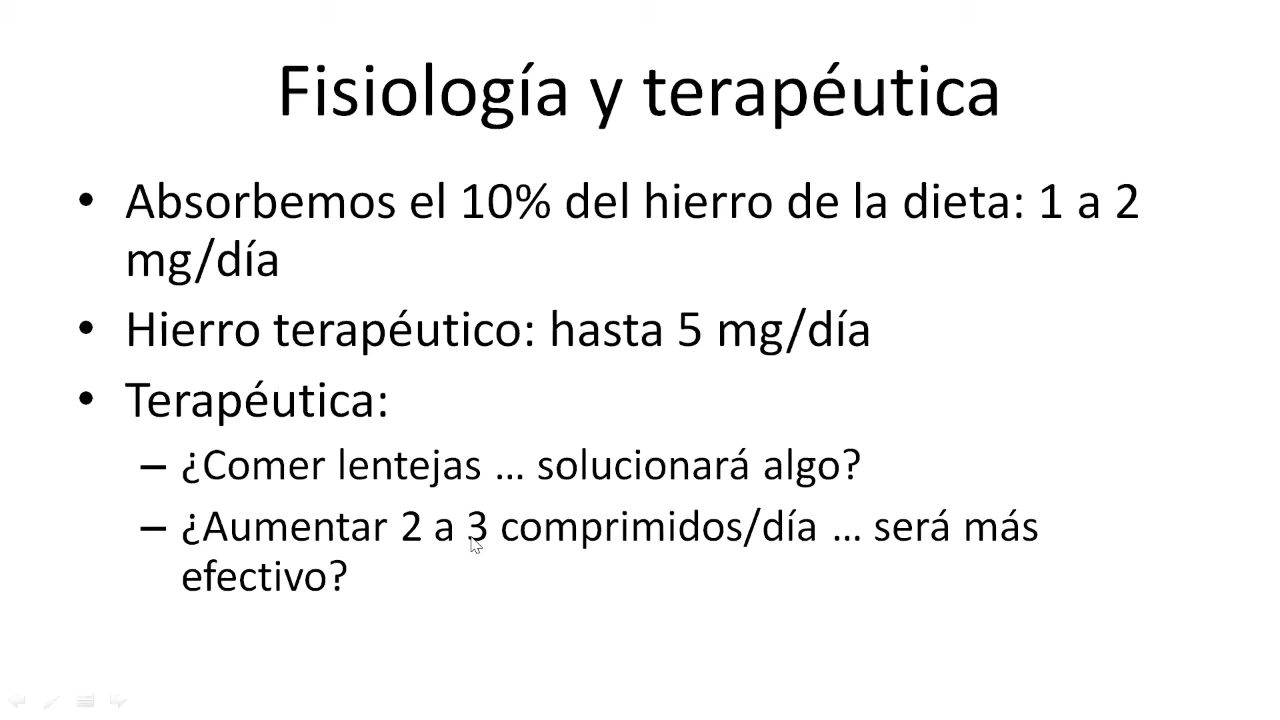 Fisiología y terapéutica
• Absorbemos el 10% del hierro de la dieta: 1 a 2
mg/día
• Hierro terapéutico: hasta 5 mg/día
• Terapéutica:
– ¿Comer lentejas ... solucionará algo?
– ¿Aumentar 2 a 3 comprimidos/día ... será más
efectivo?